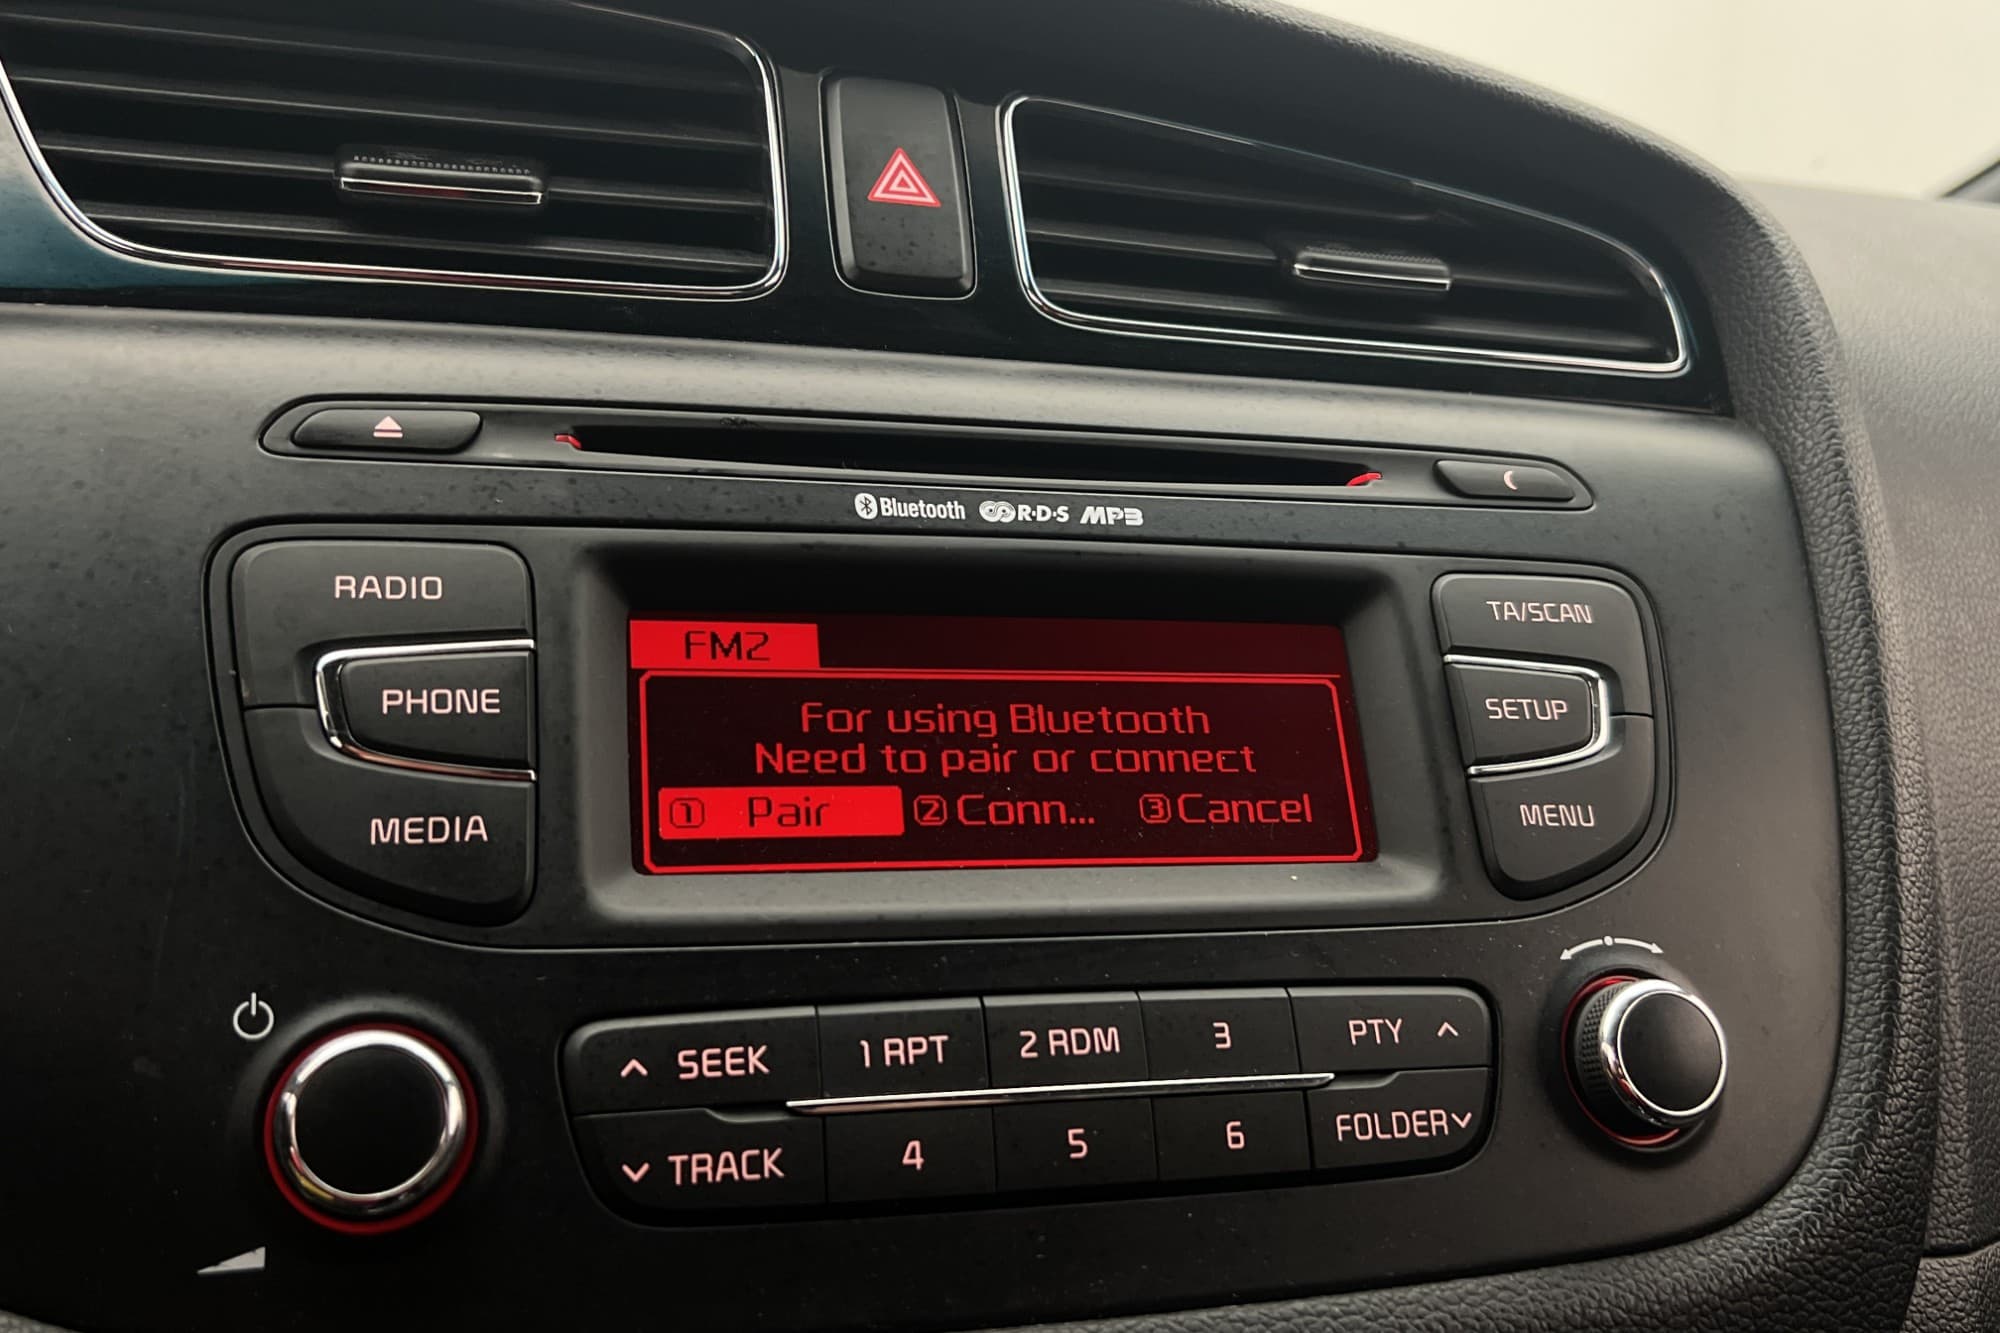 Bluetooth R·D·S MP3
RADIO
PHONE
MEDIA
FM2
For using Bluetooth
Need to pair or connect
1 Pair 2 Conn... 3 Cancel
TA/SCAN
SETUP
MENU
SEEK
1 RPT
2 RDM
3
PTY
TRACK
4
5
6
FOLDER